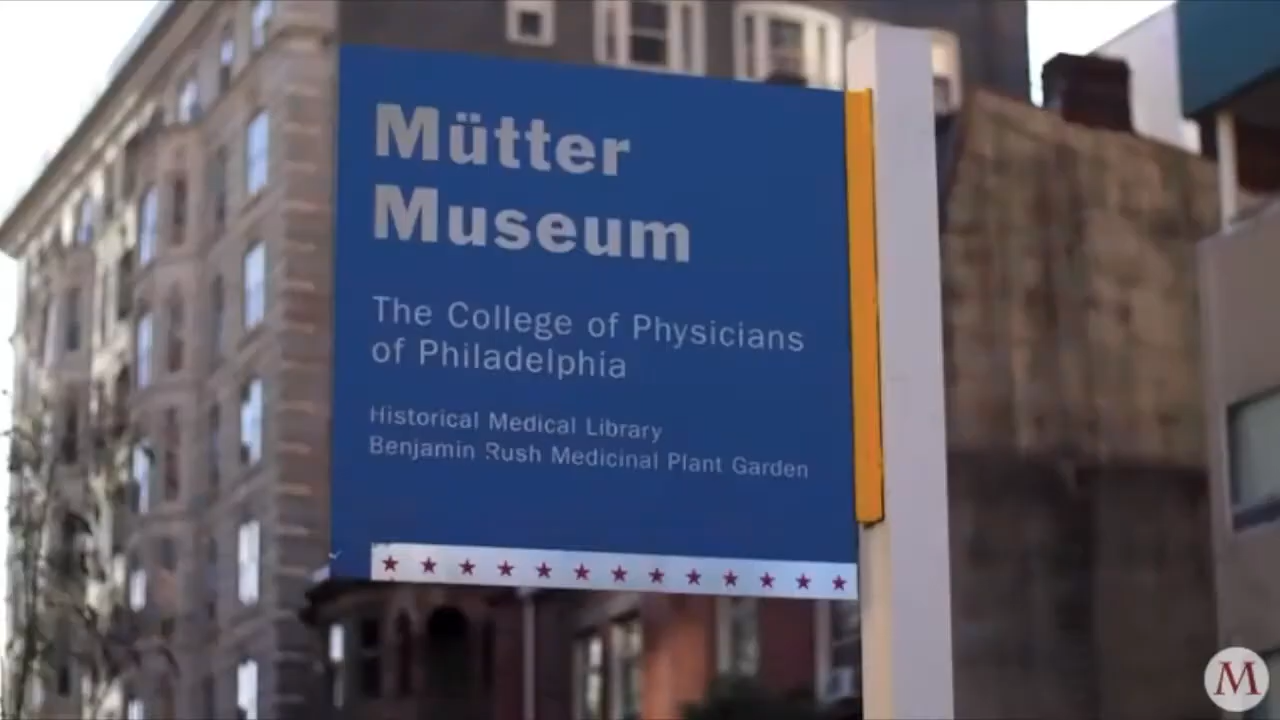 Mütter
Museum
The College of Physicians
of Philadelphia
Historical Medical Library
Benjamin Rush Medicinal Plant Garden
M